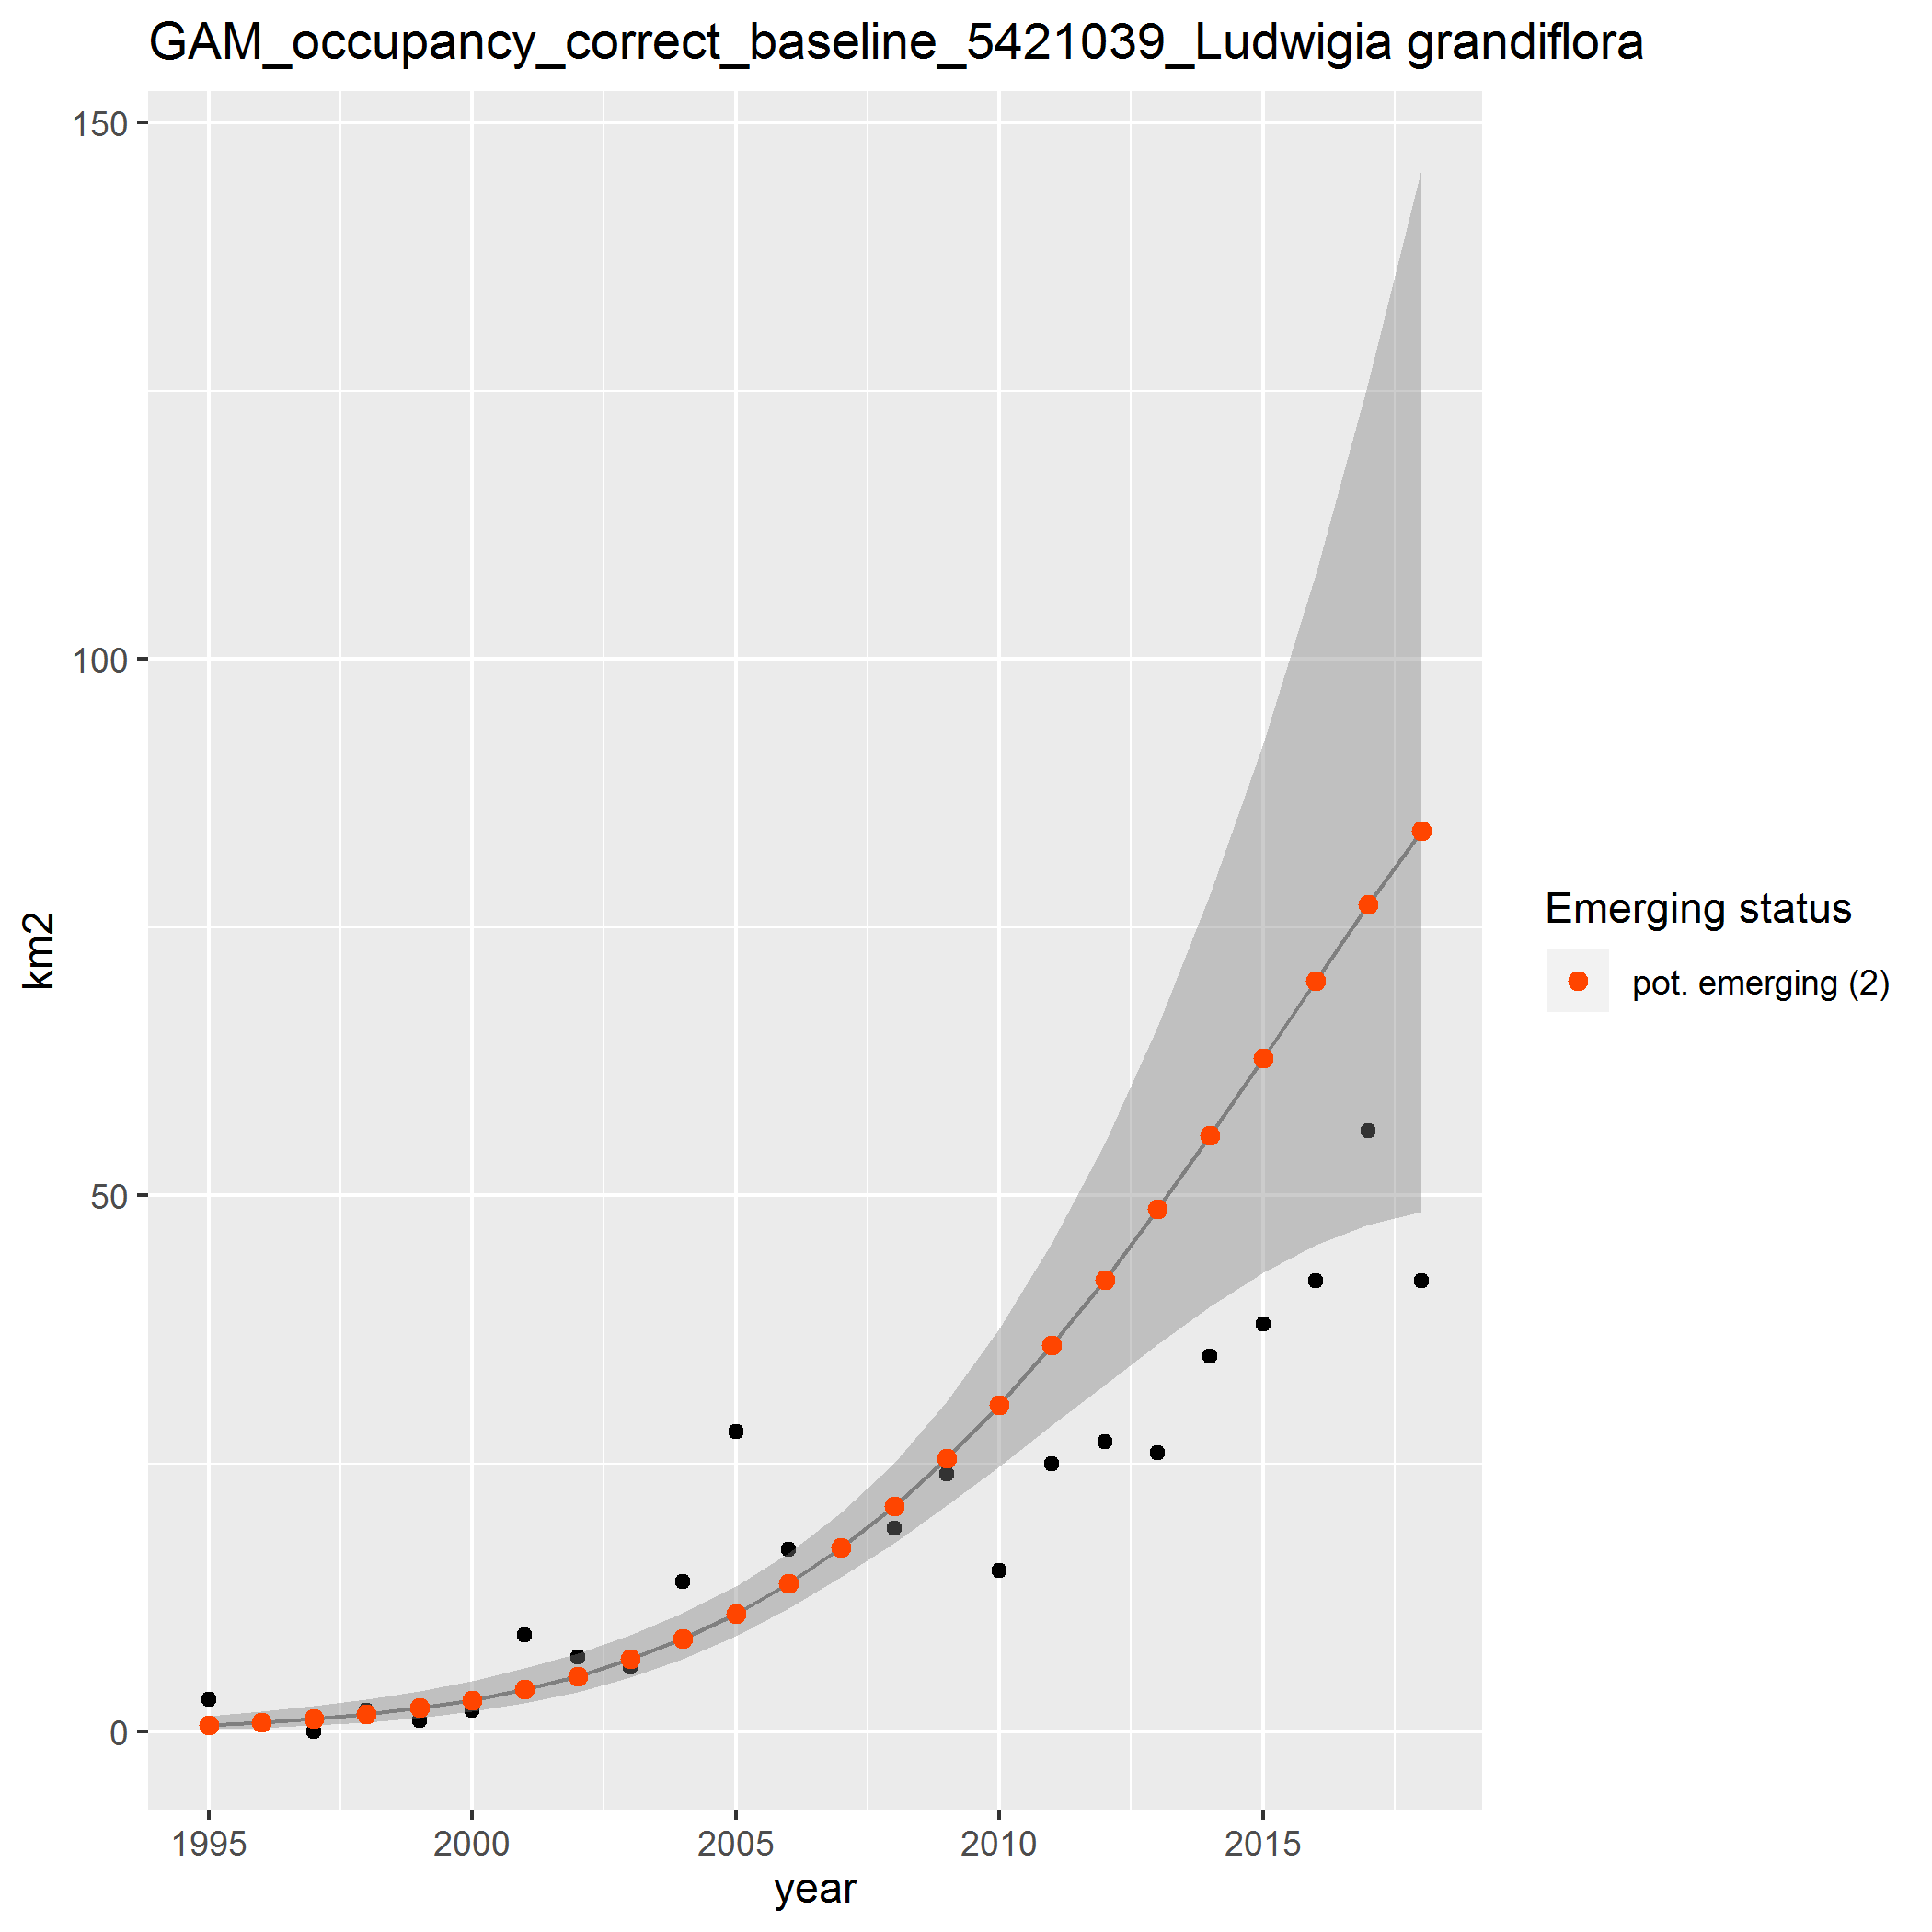 GAM_occupancy_correct_baseline_5421039_Ludwigia grandiflora
150
100
50
0
km2
1995 2000 2005 2010 2015
year
Emerging status
pot. emerging (2)